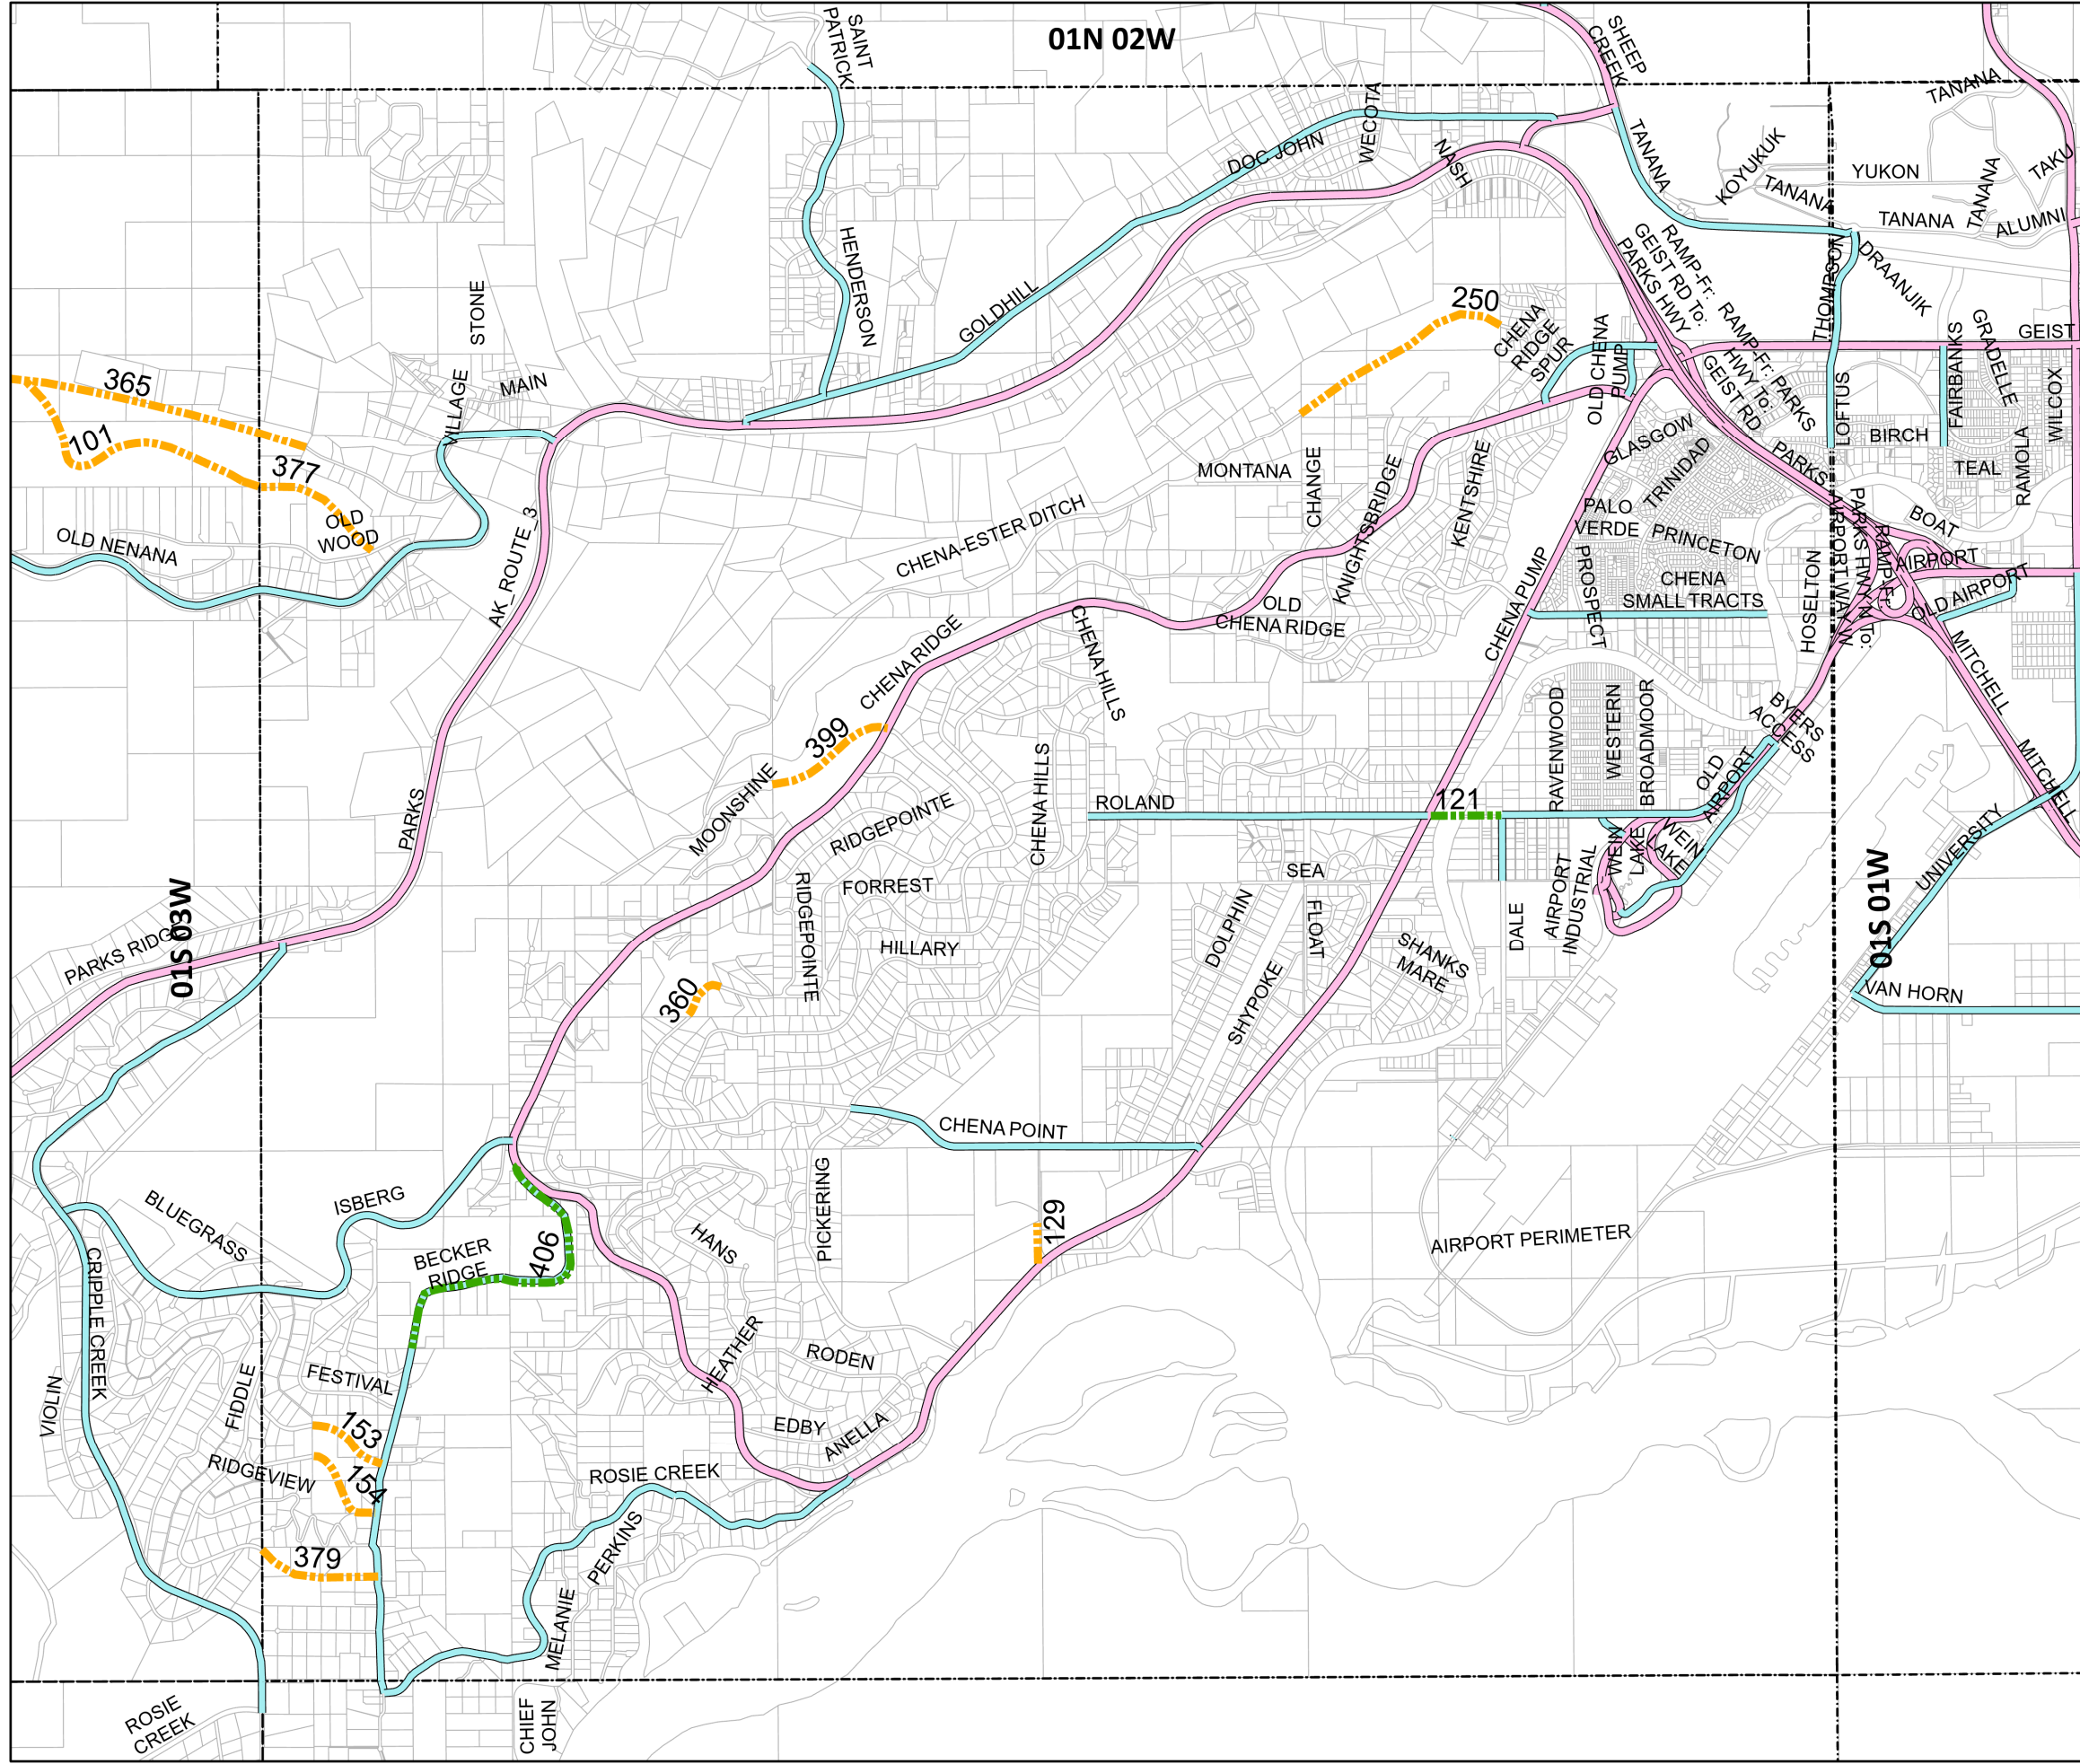 01N 02W
SAINT
PATRICK
SHEEP
CREEK
TANANA
WECOTA
DOC JOHN
NASH
TANANA
KOYUKUK
YUKON
TANANA
TANANA
TAKU
TANANA
ALUMNI
HENDERSON
STONE
GOLDHILL
250
CHENA
RIDGE
SPUR
OLD CHENA
PUMP
RAMP-Fr:
GEIST RD To:
PARKS HWY
RAMP-Fr: PARKS
HWY To:
GEIST RD
THOMPSON
DRAANJIK
GEIST
FAIRBANKS
GRADELLE
WILCOX
LOFTUS
BIRCH
TEAL
RAMOLA
365
101
377
VILLAGE
MAIN
OLD
WOOD
OLD NENANA
AK_ROUTE_3
MONTANA
CHANGE
KNIGHTSBRIDGE
KENTSHIRE
GLASGOW
TRINIDAD
PARKS
PALO
VERDE
PRINCETON
PROSPECT
CHENA
SMALL TRACTS
CHENA PUMP
HOSELTON
AIRPORT WAY W
PARKS HWY N To:
RAMP-Fr:
BOAT
AIRPORT
OLD AIRPORT
MITCHELL
MITCHELL
CHENA-ESTER DITCH
OLD
CHENA RIDGE
CHENA RIDGE
CHENA HILLS
CHENA HILLS
399
MOONSHINE
PARKS
RIDGEPOINTE
ROLAND
121
RAVENWOOD
WESTERN
BROADMOOR
OLD
AIRPORT
BYERS
ACCESS
WEIN
LAKE
WEIN
LAKE
AIRPORT
INDUSTRIAL
DALE
UNIVERSITY
01S 01W
VAN HORN
01S 03W
PARKS RIDGE
RIDGEPOINTE
FORREST
HILLARY
360
SEA
DOLPHIN
FLOAT
SHYPOKE
SHANKS
MARE
CHENA POINT
PICKERING
129
AIRPORT PERIMETER
BLUEGRASS
ISBERG
BECKER
RIDGE
406
HANS
CRIPPLE CREEK
VIOLIN
FIDDLE
FESTIVAL
153
154
RIDGEVIEW
379
HEATHER
RODEN
EDBY
ANELLA
ROSIE CREEK
PERKINS
MELANIE
ROSIE
CREEK
CHIEF
JOHN